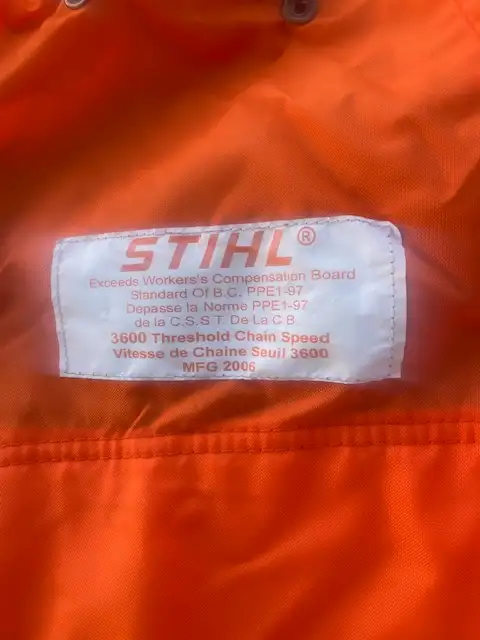 STIHL®
Exceeds Workers's Compensation Board
Standard Of B.C. PPE1-97
Dépasse la Norme PPE1-97
de la C.S.S.T. De La C B
3600 Threshold Chain Speed
Vitesse de Chaine Seuil 3600
MFG 2006